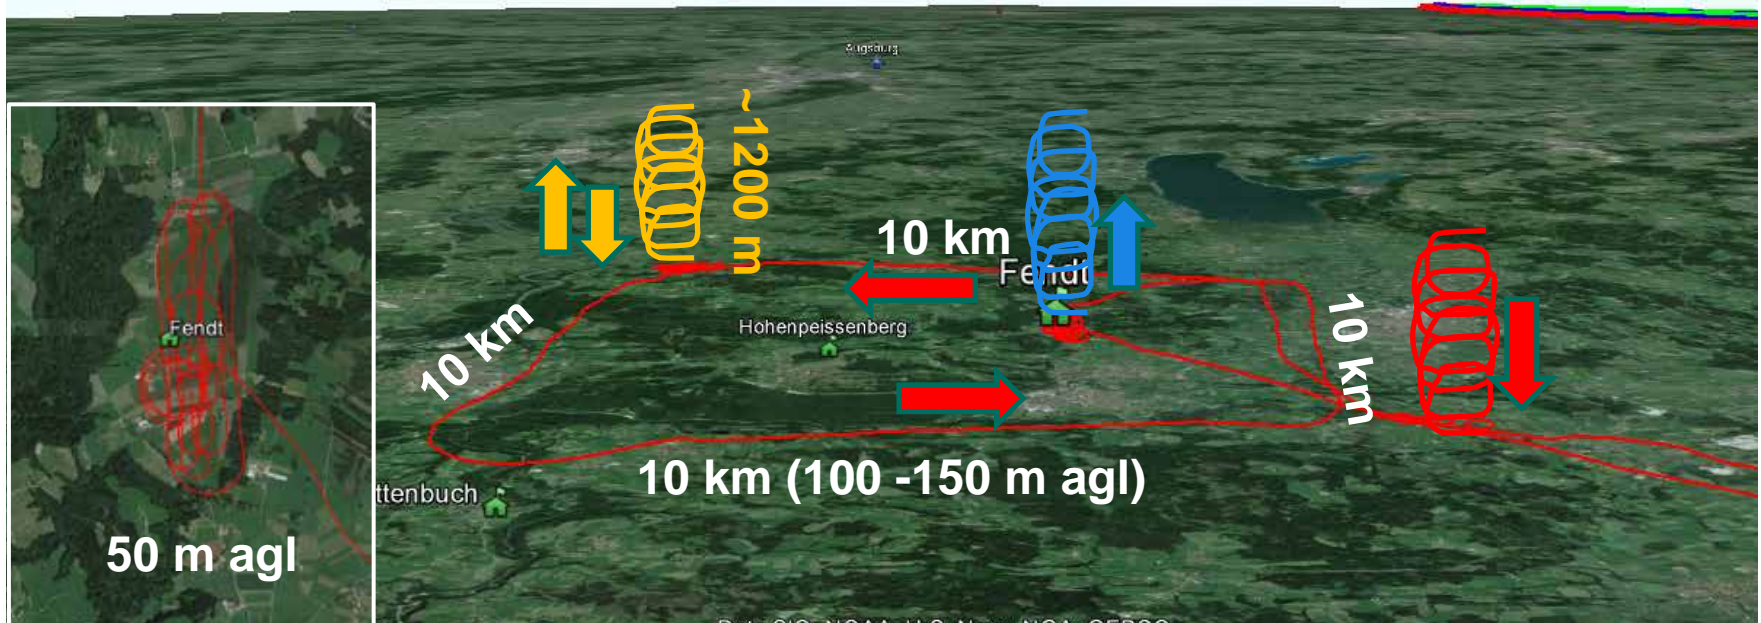 Augsburg
~1200 m
10 km
Fendt
Hohenpeissenberg
10 km
10 km
Fendt
10 km (100 -150 m agl)
ttenbuch
50 m agl